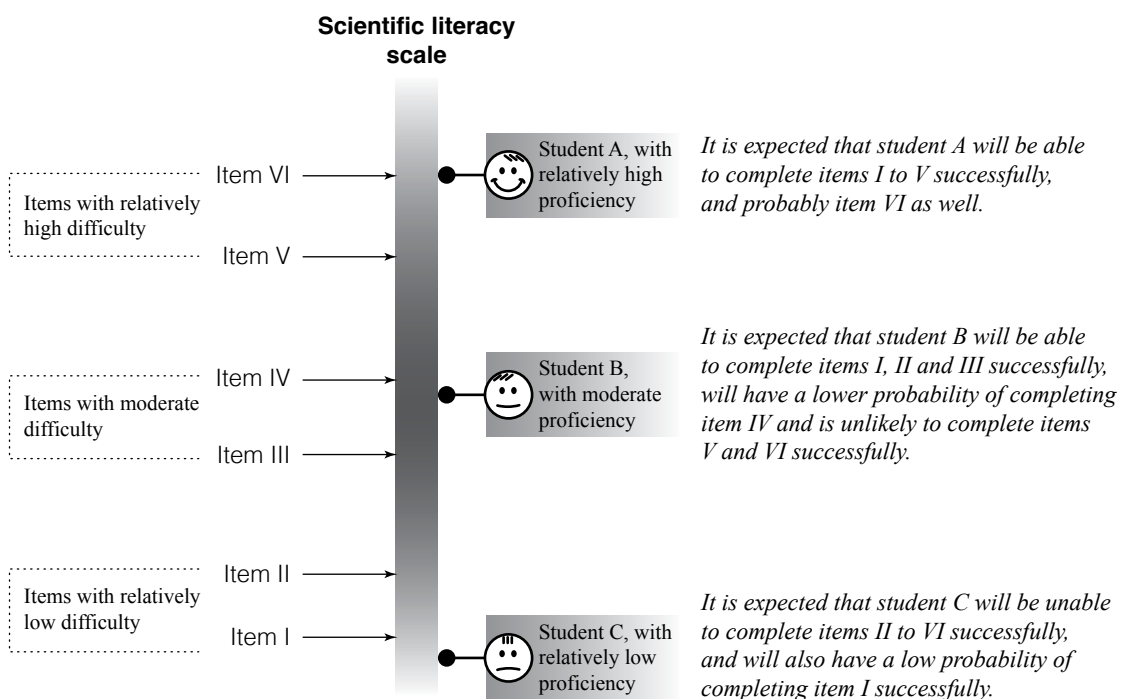 Scientific literacy
scale
Item VI
Items with relatively
high difficulty
Item V
Student A, with
relatively high
proficiency
It is expected that student A will be able
to complete items I to V successfully,
and probably item VI as well.
Item IV
Items with moderate
difficulty
Item III
Student B,
with moderate
proficiency
It is expected that student B will be able
to complete items I, II and III successfully,
will have a lower probability of completing
item IV and is unlikely to complete items
V and VI successfully.
Item II
Items with relatively
low difficulty
Item I
Student C, with
relatively low
proficiency
It is expected that student C will be unable
to complete items II to VI successfully,
and will also have a low probability of
completing item I successfully.